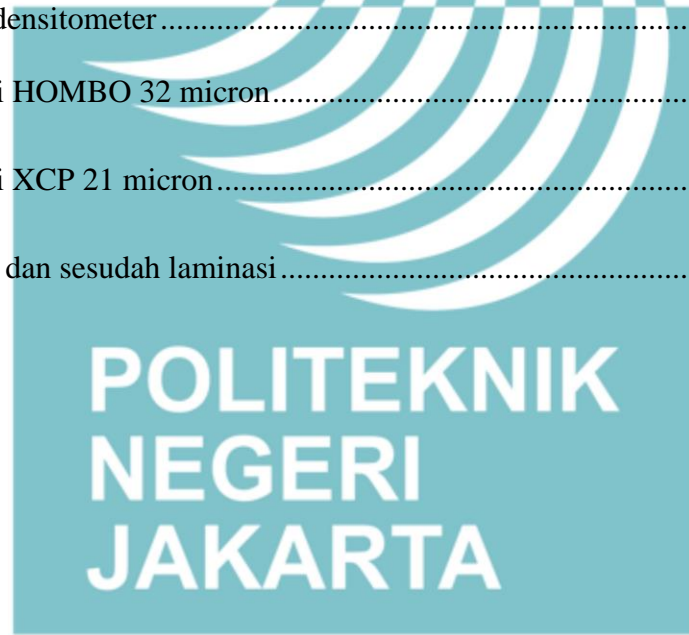 densitometer...............................................................
i HOMBO 32 micron...............................................
i XCP 21 micron......................................................
dan sesudah laminasi..............................................
POLITEKNIK
NEGERI
JAKARTA